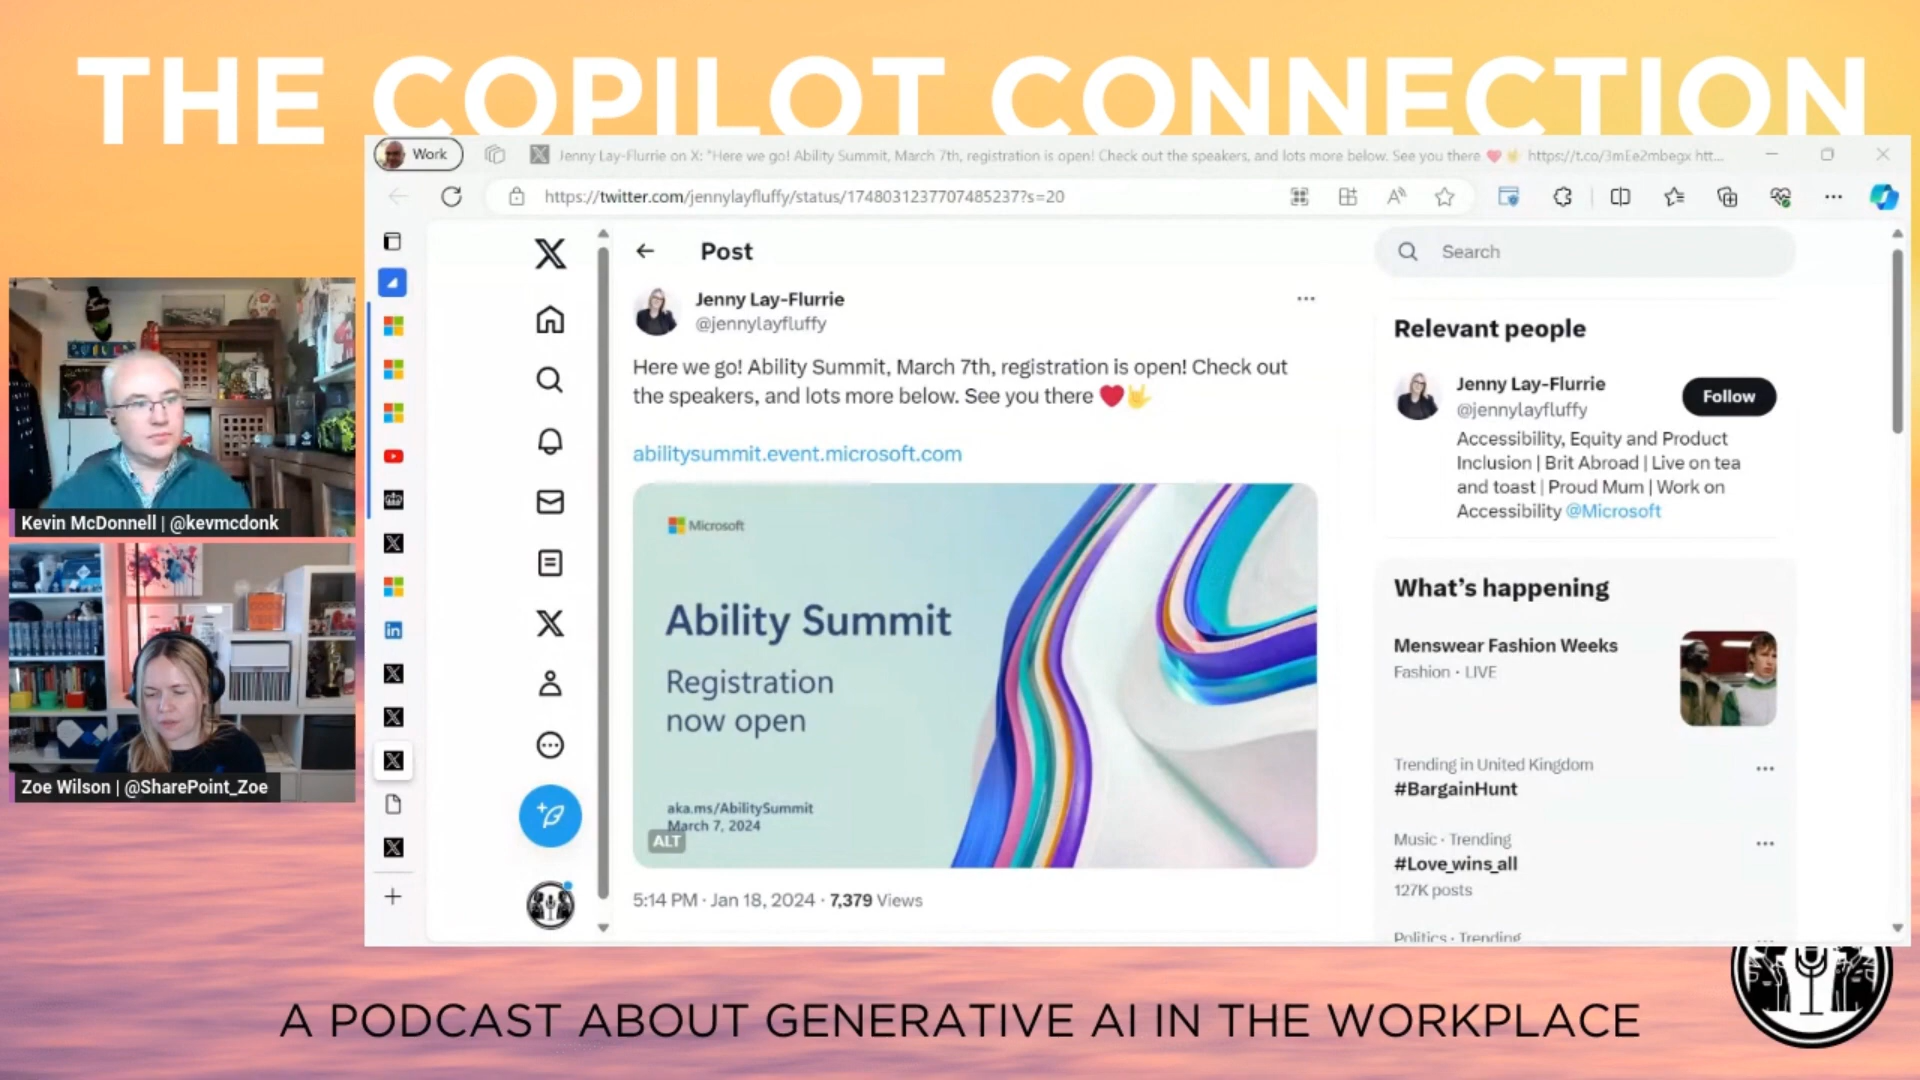 THE COPILOT CONNECTION
Work
Jenny Lay-Flurrie on X: "Here we go! Ability Summit, March 7th, registration is open! Check out the speakers, and lots more below. See you there ❤️🤟 https://t.co/3mEe2mbegx htt...
https://twitter.com/jennylayfluffy/status/1748031237707485237?s=20
Post
Search
Jenny Lay-Flurrie
@jennylayfluffy
Here we go! Ability Summit, March 7th, registration is open! Check out
the speakers, and lots more below. See you there ❤️🤟
abilitysummit.event.microsoft.com
Microsoft
Ability Summit
Registration
now open
aka.ms/AbilitySummit
March 7, 2024
ALT
5:14 PM · Jan 18, 2024 · 7,379 Views
Relevant people
Jenny Lay-Flurrie
@jennylayfluffy
Follow
Accessibility, Equity and Product
Inclusion | Brit Abroad | Live on tea
and toast | Proud Mum | Work on
Accessibility @Microsoft
What's happening
Menswear Fashion Weeks
Fashion · LIVE
Trending in United Kingdom
#BargainHunt
Music · Trending
#Love_wins_all
127K posts
Politics · Trending
Kevin McDonnell | @kevmcdonk
Zoe Wilson | @SharePoint_Zoe
A PODCAST ABOUT GENERATIVE AI IN THE WORKPLACE